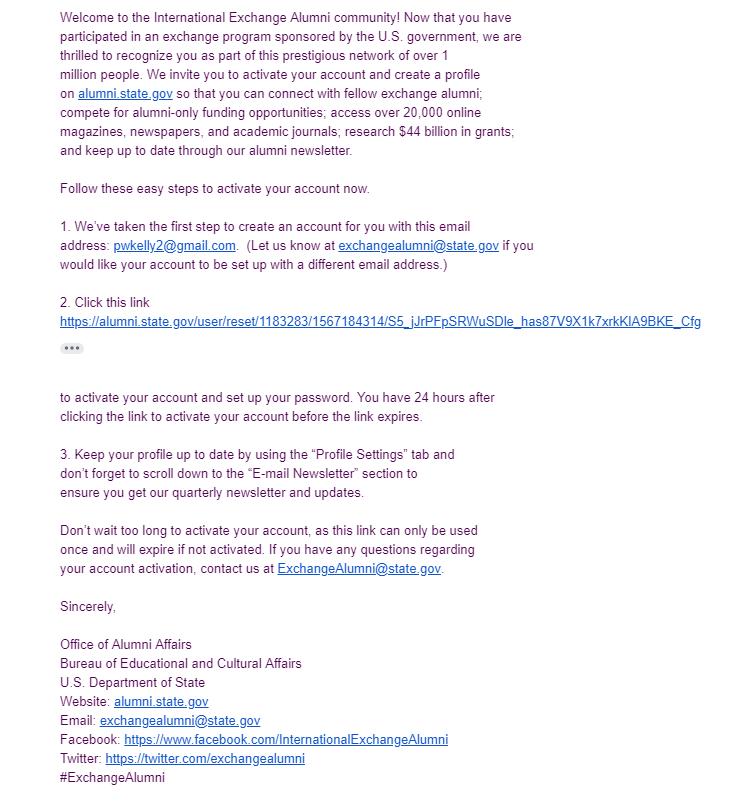 Welcome to the International Exchange Alumni community! Now that you have
participated in an exchange program sponsored by the U.S. government, we are
thrilled to recognize you as part of this prestigious network of over 1
million people. We invite you to activate your account and create a profile
on alumni.state.gov so that you can connect with fellow exchange alumni;
compete for alumni-only funding opportunities; access over 20,000 online
magazines, newspapers, and academic journals; research $44 billion in grants;
and keep up to date through our alumni newsletter.
Follow these easy steps to activate your account now.
1. We’ve taken the first step to create an account for you with this email
address: pwkelly2@gmail.com. (Let us know at exchangealumni@state.gov if you
would like your account to be set up with a different email address.)
2. Click this link
https://alumni.state.gov/user/reset/1183283/1567184314/S5_jJrPFpSRWuSDle_has87V9X1k7xrkKlA9BKE_Cfg
to activate your account and set up your password. You have 24 hours after
clicking the link to activate your account before the link expires.
3. Keep your profile up to date by using the “Profile Settings” tab and
don’t forget to scroll down to the “E-mail Newsletter” section to
ensure you get our quarterly newsletter and updates.
Don’t wait too long to activate your account, as this link can only be used
once and will expire if not activated. If you have any questions regarding
your account activation, contact us at ExchangeAlumni@state.gov.
Sincerely,
Office of Alumni Affairs
Bureau of Educational and Cultural Affairs
U.S. Department of State
Website: alumni.state.gov
Email: exchangealumni@state.gov
Facebook: https://www.facebook.com/InternationalExchangeAlumni
Twitter: https://twitter.com/exchangealumni
#ExchangeAlumni